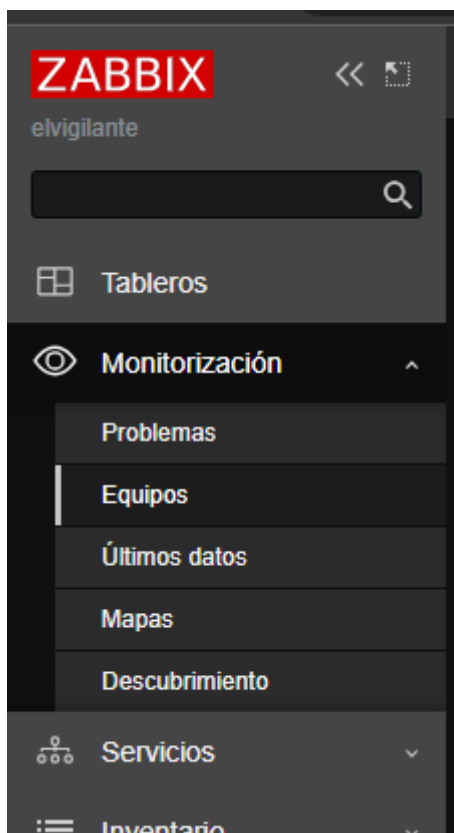 ZABBIX
elvigilante
Tableros
Monitorización
Problemas
Equipos
Últimos datos
Mapas
Descubrimiento
Servicios
Inventario